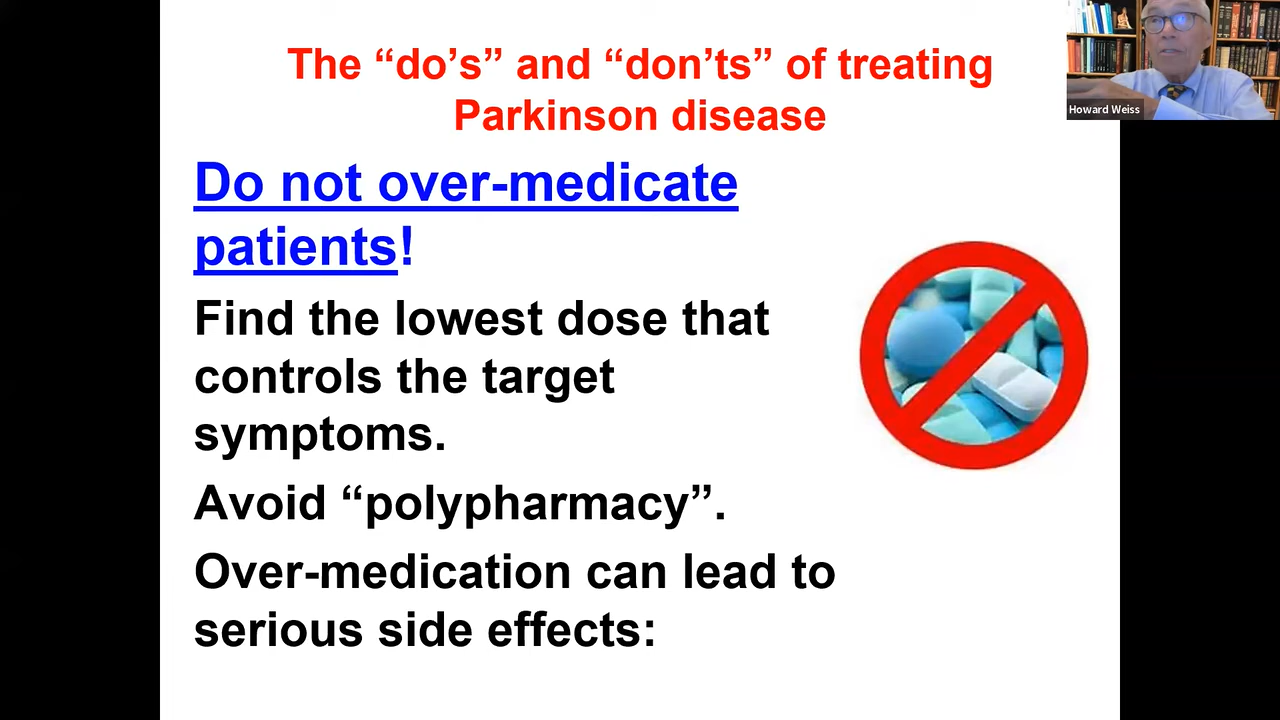 The “do’s” and “don’ts” of treating
Parkinson disease
Do not over-medicate
patients!
Find the lowest dose that
controls the target
symptoms.
Avoid “polypharmacy”.
Over-medication can lead to
serious side effects:
Howard Weiss